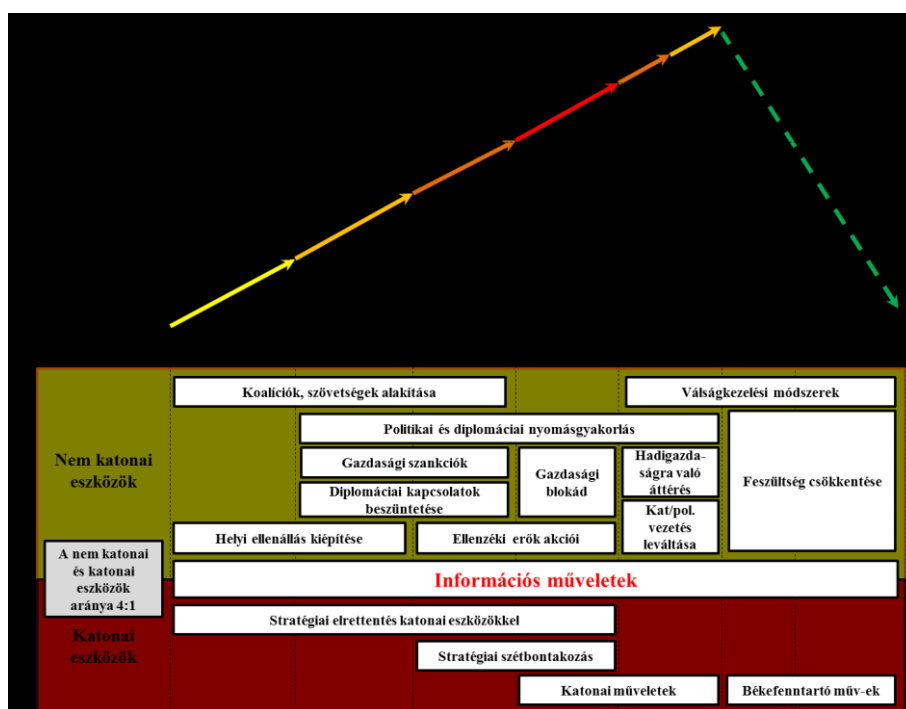 Koalíciók, szövetségek alakítása
Válságkezelési módszerek
Politikai és diplomáciai nyomásgyakorlás
Nem katonai
eszközök
Gazdasági szankciók
Gazdasági
blokád
Hadigazda-
ságra való
áttérés
Feszültség csökkentése
Diplomáciai kapcsolatok
beszüntetése
Kat/pol.
vezetés
leváltása
Helyi ellenállás kiépítése
Ellenzéki erők akciói
A nem katonai
és katonai
eszközök
aránya 4:1
Információs műveletek
Katonai
eszközök
Stratégiai elrettentés katonai eszközökkel
Stratégiai szétbontakozás
Katonai műveletek
Békefenntartó műv-ek